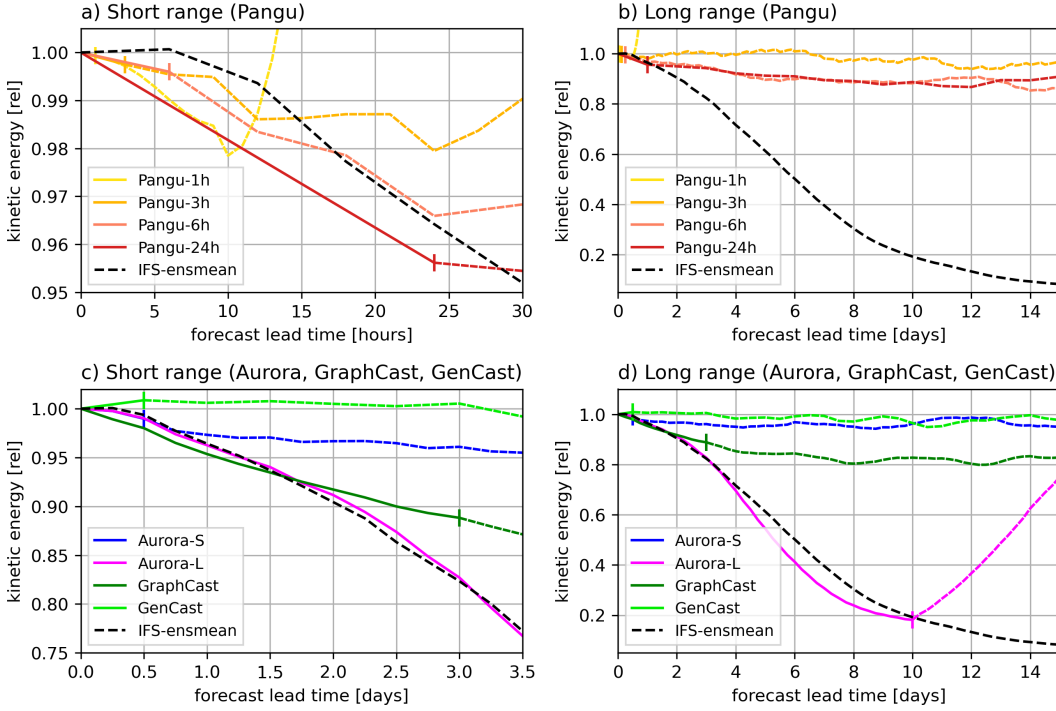 a) Short range (Pangu)
kinetic energy [rel]
1.00
0.99
0.98
0.97
0.96
0.95
Pangu-1h
Pangu-3h
Pangu-6h
Pangu-24h
IFS-ensmean
0
5
10
15
20
25
30
forecast lead time [hours]
b) Long range (Pangu)
kinetic energy [rel]
1.0
0.8
0.6
0.4
0.2
Pangu-1h
Pangu-3h
Pangu-6h
Pangu-24h
IFS-ensmean
0
2
4
6
8
10
12
14
forecast lead time [days]
c) Short range (Aurora, GraphCast, GenCast)
kinetic energy [rel]
1.00
0.95
0.90
0.85
0.80
0.75
Aurora-S
Aurora-L
GraphCast
GenCast
IFS-ensmean
0.0
0.5
1.0
1.5
2.0
2.5
3.0
3.5
forecast lead time [days]
d) Long range (Aurora, GraphCast, GenCast)
kinetic energy [rel]
1.0
0.8
0.6
0.4
0.2
Aurora-S
Aurora-L
GraphCast
GenCast
IFS-ensmean
0
2
4
6
8
10
12
14
forecast lead time [days]